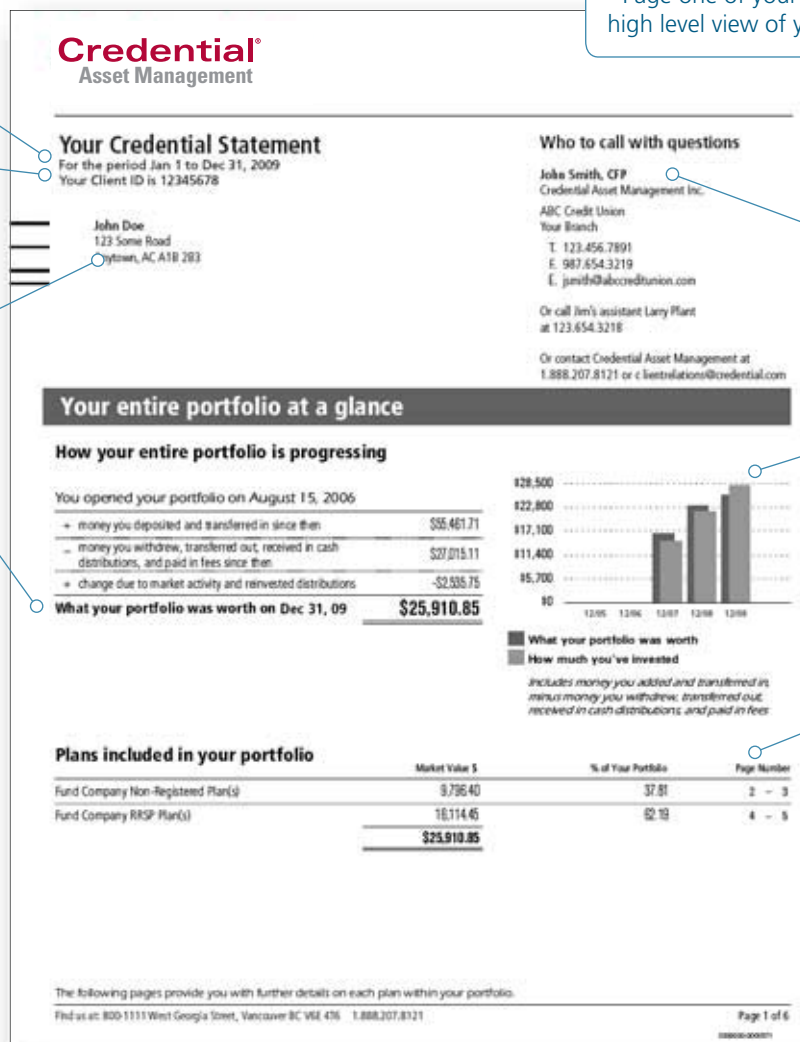 Page one of your
high level view of y
Credential®
Asset Management
Your Credential Statement
For the period Jan 1 to Dec 31, 2009
Your Client ID is 12345678
John Doe
123 Some Road
nytown, AC A1B 2B3
Who to call with questions
John Smith, CFP
Credential Asset Management Inc.
ABC Credit Union
Your Branch
T. 123.456.7891
F. 987.654.3219
E. jsmith@abccreditunion.com
Or call Jim's assistant Larry Plant
at 123.654.3218
Or contact Credential Asset Management at
1.888.207.8121 or c lientrelations@credential.com
Your entire portfolio at a glance
How your entire portfolio is progressing
You opened your portfolio on August 15, 2006
+ money you deposited and transferred in since then $55,461.71
– money you withdrew, transferred out, received in cash
distributions, and paid in fees since then $27,015.11
+ change due to market activity and reinvested distributions -$2,535.75
What your portfolio was worth on Dec 31, 09 $25,910.85
$28,500
$22,800
$17,100
$11,400
$5,700
$0
12/05 12/06 12/07 12/08 12/09
What your portfolio was worth
How much you've invested
Includes money you added and transferred in,
minus money you withdrew, transferred out,
received in cash distributions, and paid in fees
Plans included in your portfolio
Market Value $ % of Your Portfolio Page Number
Fund Company Non-Registered Plan(s) 9,796.40 37.81 2 – 3
Fund Company RRSP Plan(s) 16,114.45 62.19 4 – 5
$25,910.85
The following pages provide you with further details on each plan within your portfolio.
Find us at: 800-1111 West Georgia Street, Vancouver BC V6E 4T6 1.888.207.8121
Page 1 of 6